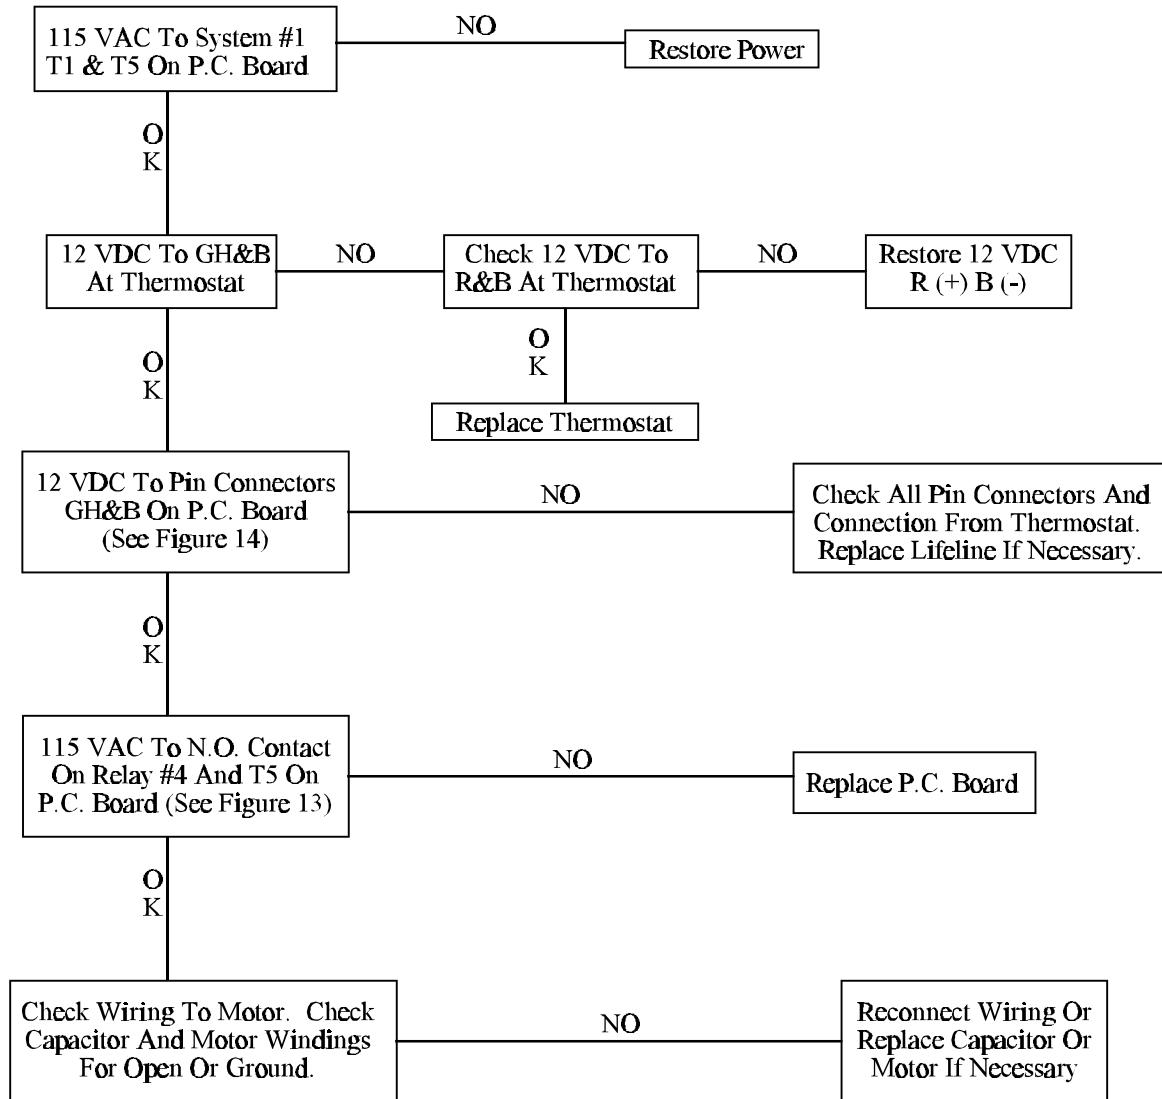 115 VAC To System #1
T1 & T5 On P.C. Board
NO
Restore Power
O
K
12 VDC To GH&B
At Thermostat
NO
Check 12 VDC To
R&B At Thermostat
NO
Restore 12 VDC
R (+) B (-)
O
K
O
K
Replace Thermostat
12 VDC To Pin Connectors
GH&B On P.C. Board
(See Figure 14)
NO
Check All Pin Connectors And
Connection From Thermostat.
Replace Lifeline If Necessary.
O
K
115 VAC To N.O. Contact
On Relay #4 And T5 On
P.C. Board (See Figure 13)
NO
Replace P.C. Board
O
K
Check Wiring To Motor. Check
Capacitor And Motor Windings
For Open Or Ground.
NO
Reconnect Wiring Or
Replace Capacitor Or
Motor If Necessary